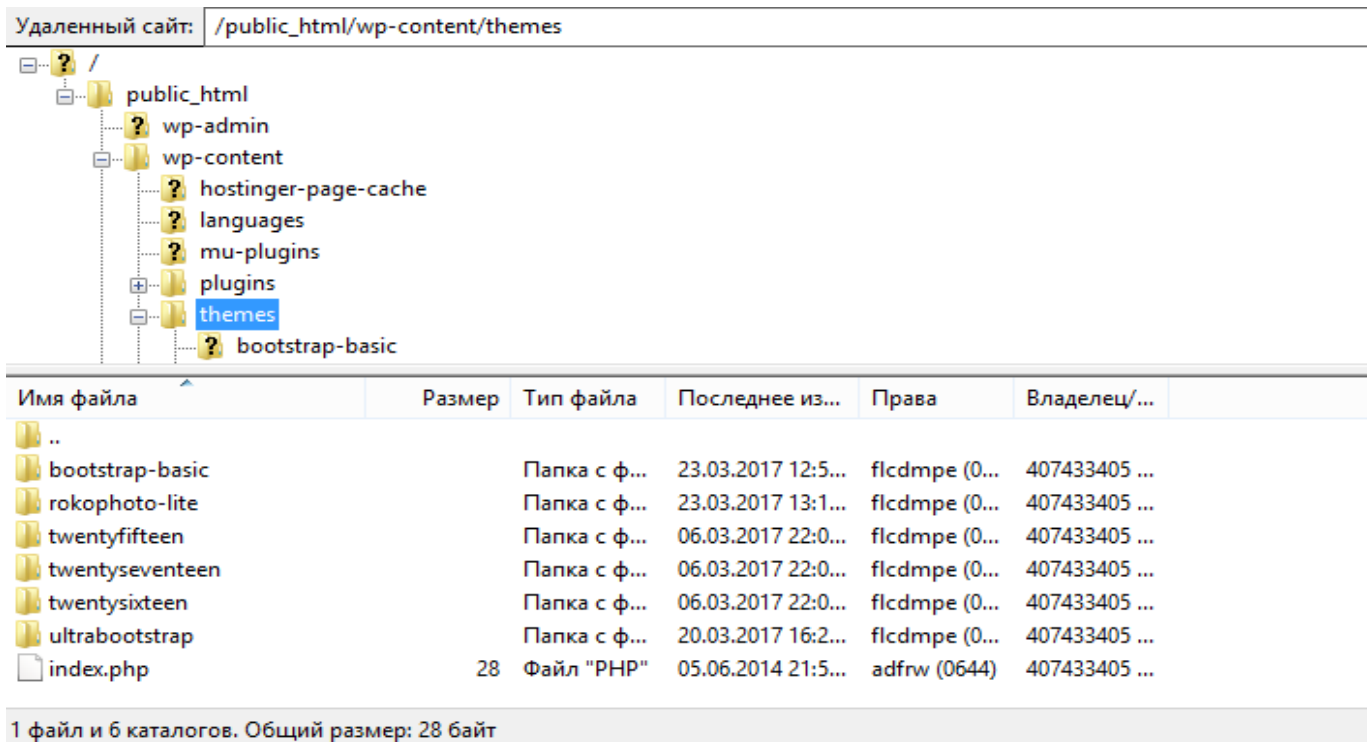 Удаленный сайт: /public_html/wp-content/themes
/
public_html
wp-admin
wp-content
hostinger-page-cache
languages
mu-plugins
plugins
themes
bootstrap-basic
Имя файла Размер Тип файла Последнее из... Права Владелец/...
..
bootstrap-basic Папка с ф... 23.03.2017 12:5... flcdmpe (0... 407433405 ...
rokophoto-lite Папка с ф... 23.03.2017 13:1... flcdmpe (0... 407433405 ...
twentyfifteen Папка с ф... 06.03.2017 22:0... flcdmpe (0... 407433405 ...
twentyseventeen Папка с ф... 06.03.2017 22:0... flcdmpe (0... 407433405 ...
twentysixteen Папка с ф... 06.03.2017 22:0... flcdmpe (0... 407433405 ...
ultrabootstrap Папка с ф... 20.03.2017 16:2... flcdmpe (0... 407433405 ...
index.php 28 Файл "PHP" 05.06.2014 21:5... adfrw (0644) 407433405 ...
1 файл и 6 каталогов. Общий размер: 28 байт